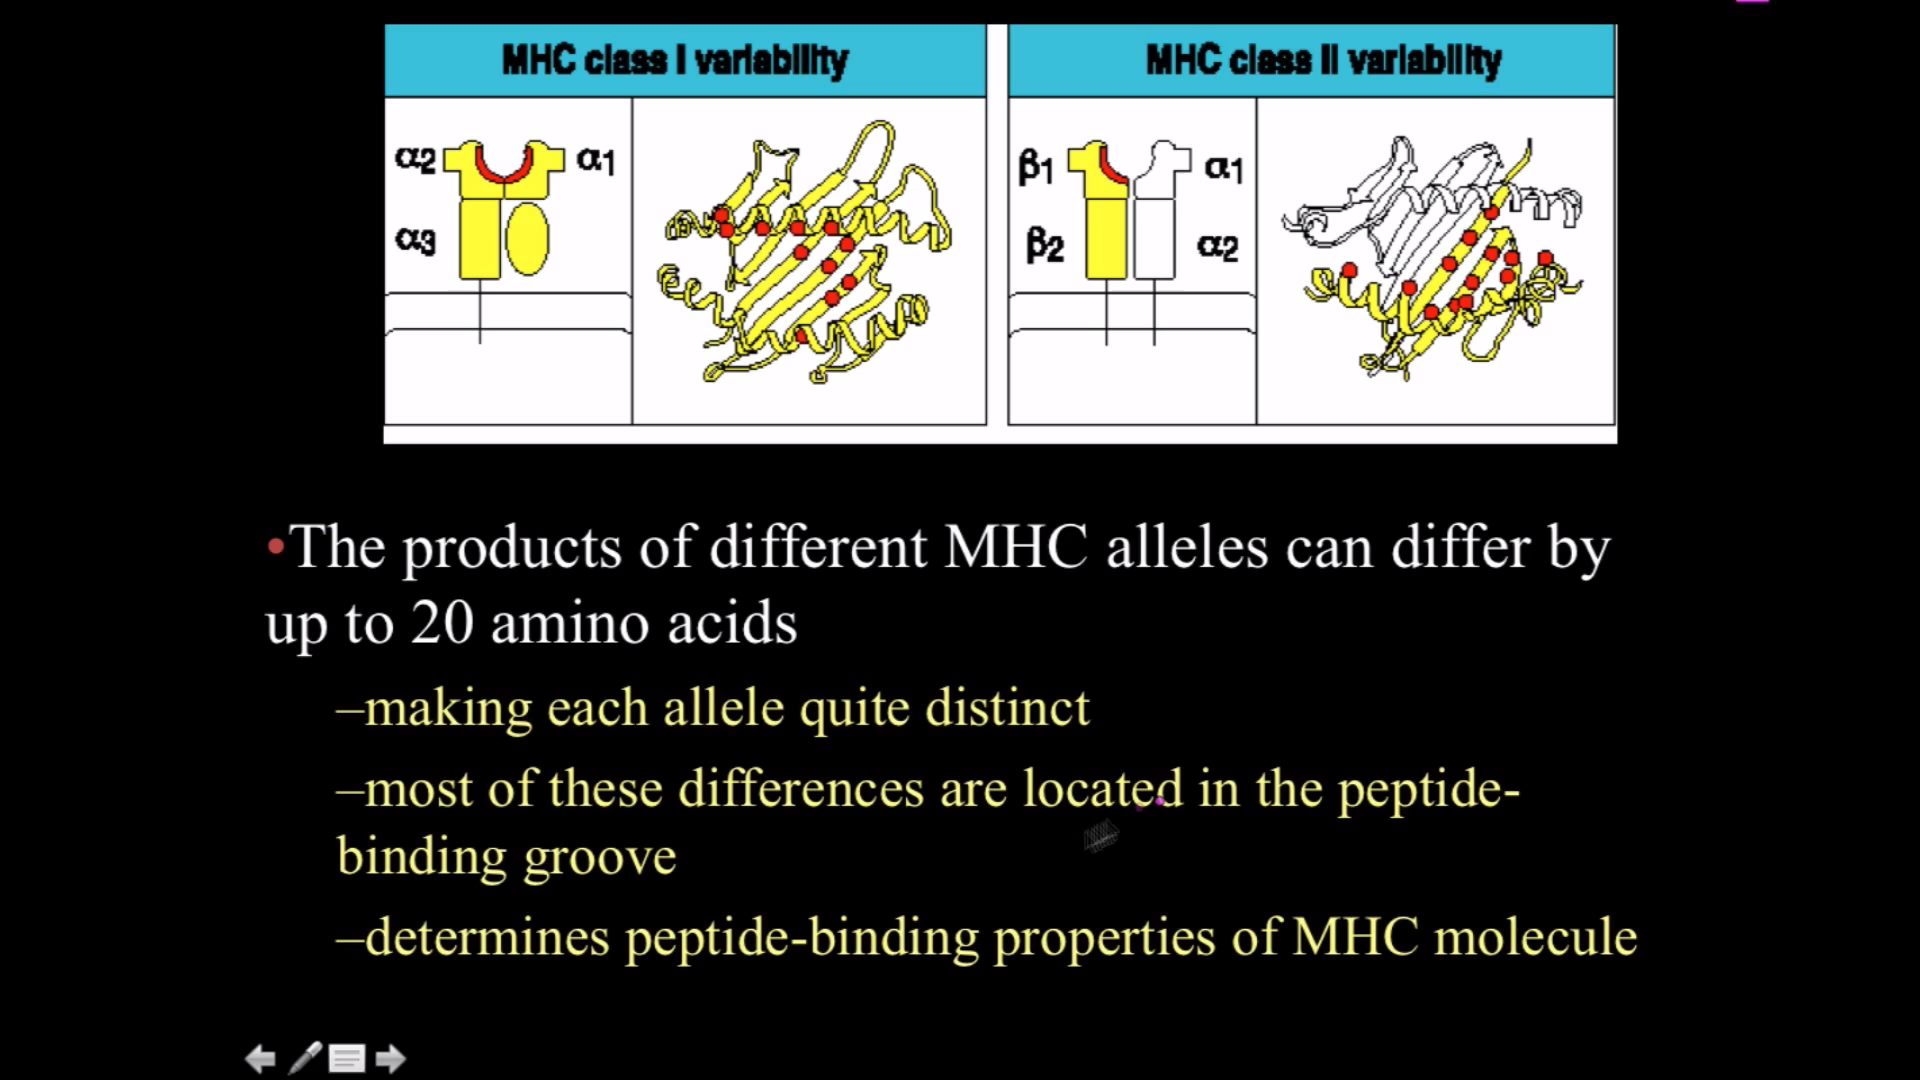 MHC class I variability
MHC class II variability
α2
α1
α3
β1
α1
β2
α2
•The products of different MHC alleles can differ by
up to 20 amino acids
–making each allele quite distinct
–most of these differences are located in the peptide-
binding groove
–determines peptide-binding properties of MHC molecule